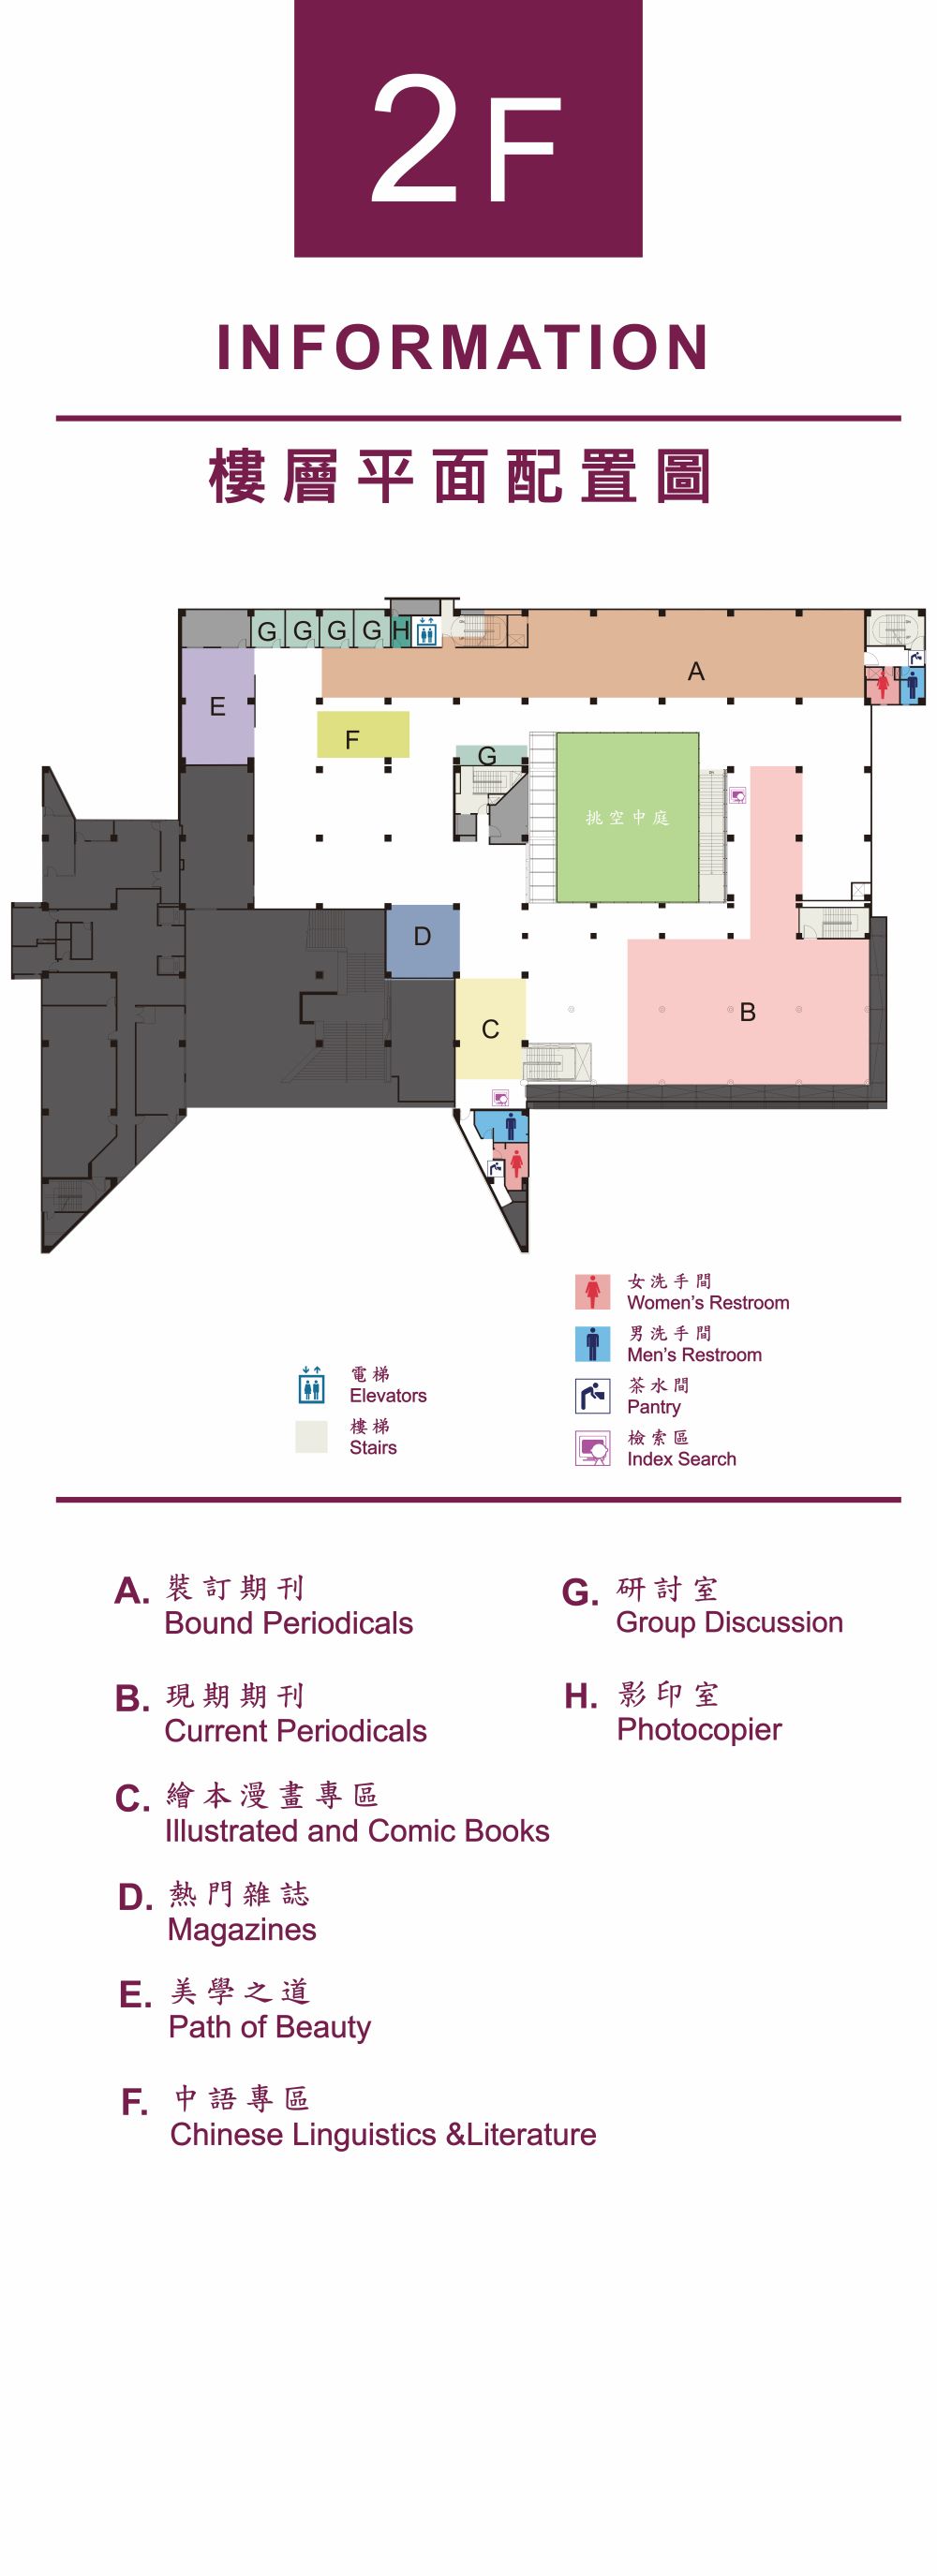 2F
INFORMATION
樓層平面配置圖
G G G G H
A
E
F
G
挑空中庭
D
B
C
女洗手間
Women's Restroom
男洗手間
Men's Restroom
電梯
Elevators
茶水間
Pantry
樓梯
Stairs
檢索區
Index Search
A. 裝訂期刊
Bound Periodicals
B. 現期期刊
Current Periodicals
C. 繪本漫畫專區
Illustrated and Comic Books
D. 熱門雜誌
Magazines
E. 美學之道
Path of Beauty
F. 中語專區
Chinese Linguistics &Literature
G. 研討室
Group Discussion
H. 影印室
Photocopier